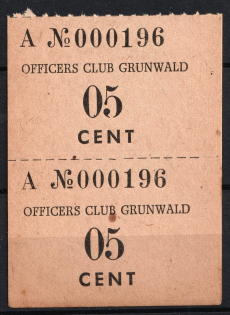 A №000196
OFFICERS CLUB GRUNWALD
05
CENT
A №000196
OFFICERS CLUB GRUNWALD
05
CENT